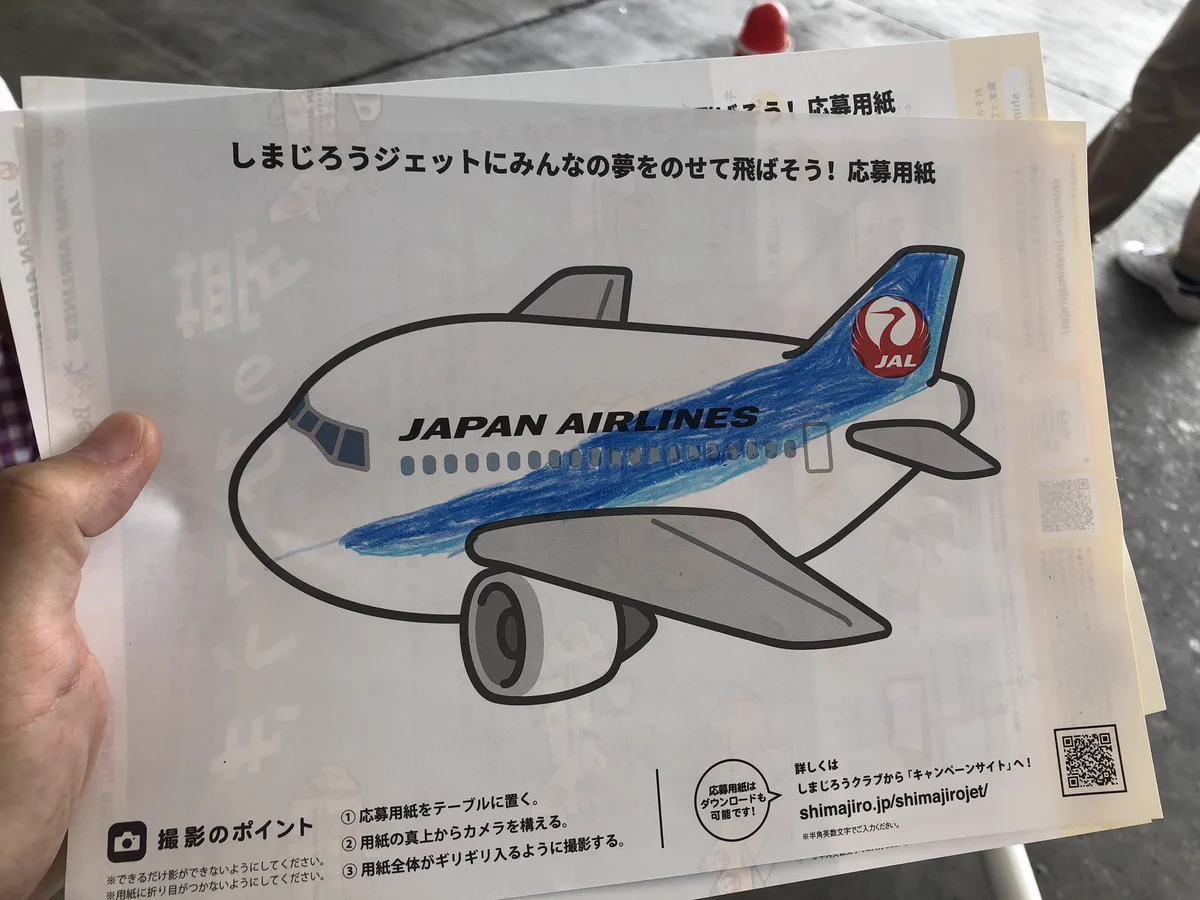 ばそう！ 応募用紙
しまじろうジェットにみんなの夢をのせて飛ばそう！ 応募用紙
JAL
JAPAN AIRLINES
撮影のポイント
※できるだけ影ができないようにしてください。
※用紙に折り目がつかないようにしてください。
① 応募用紙をテーブルに置く。
② 用紙の真上からカメラを構える。
③ 用紙全体がギリギリ入るように撮影する。
応募用紙は
ダウンロードも
可能です！
詳しくは
しまじろうクラブから「キャンペーンサイト」へ！
shimajiro.jp/shimajirojet/
※半角英数文字でご入力ください。